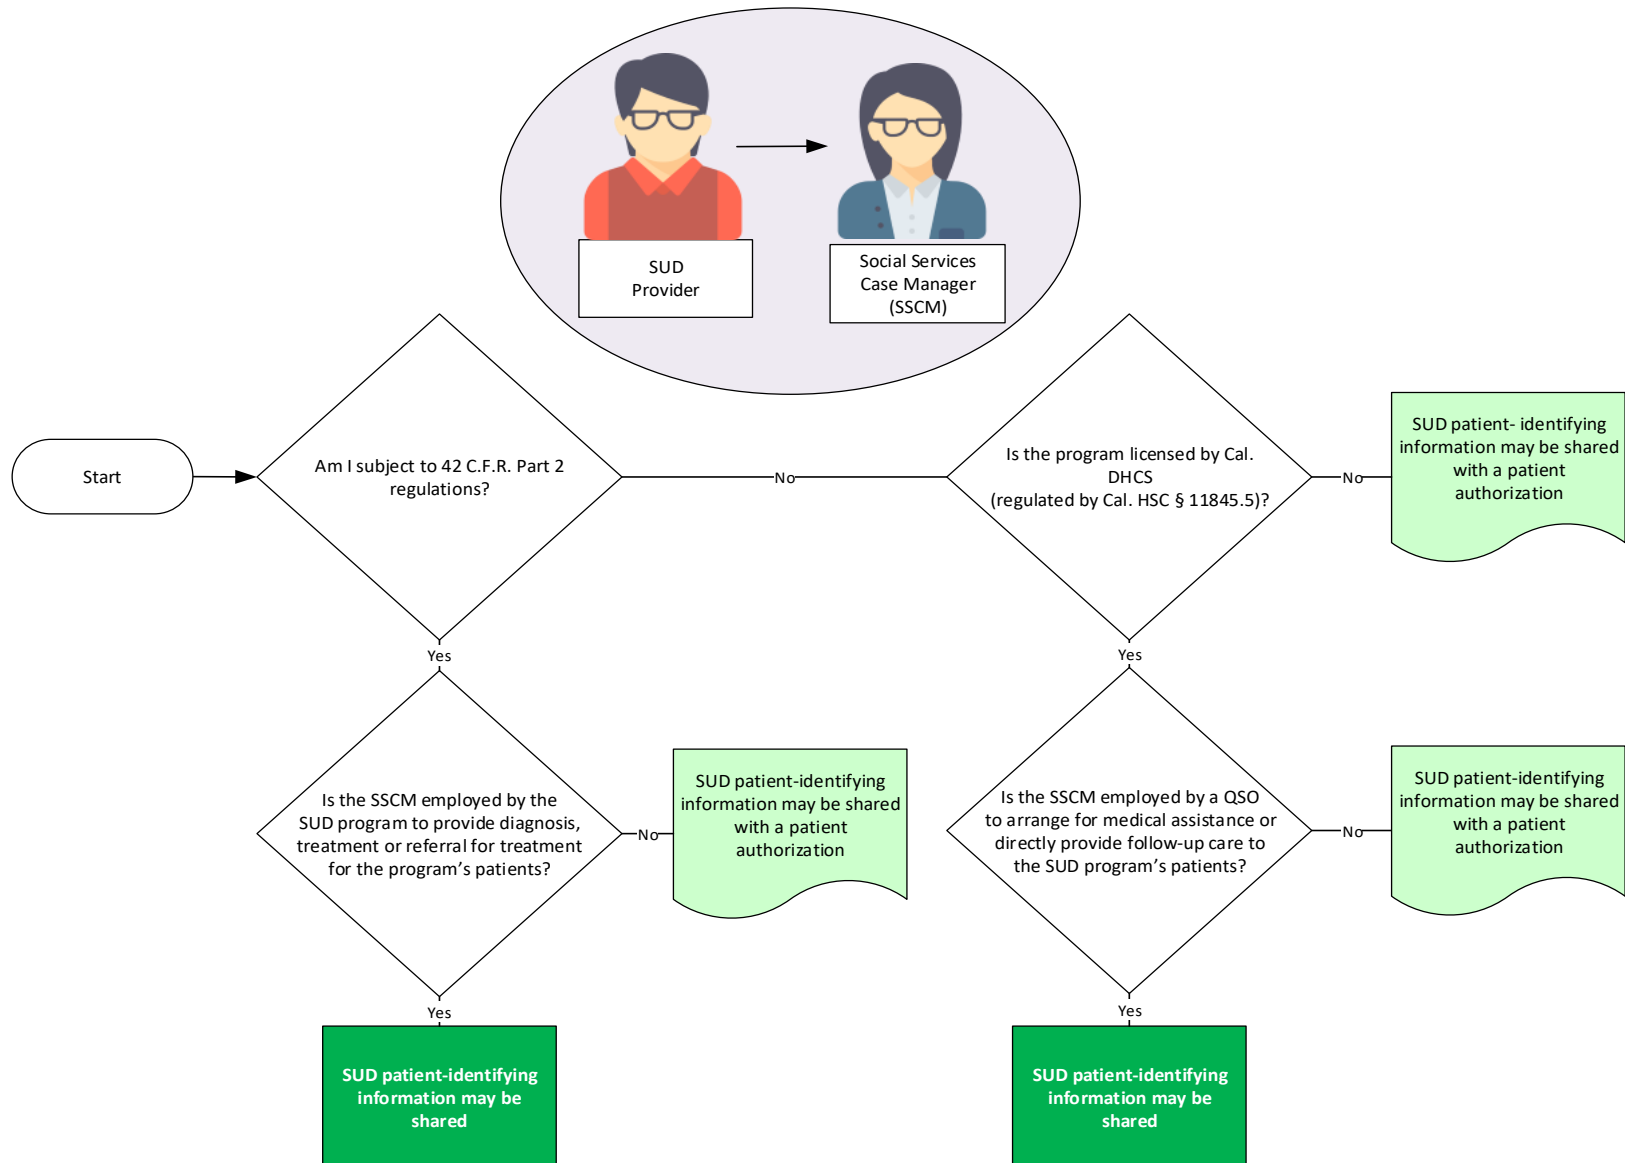 SUD
Provider
Social Services
Case Manager
(SSCM)
Start
Am I subject to 42 C.F.R. Part 2
regulations?
No
Is the program licensed by Cal.
DHCS
(regulated by Cal. HSC § 11845.5)?
No
SUD patient- identifying
information may be shared
with a patient
authorization
Yes
Yes
Is the SSCM employed by the
SUD program to provide diagnosis,
treatment or referral for treatment
for the program’s patients?
No
SUD patient-identifying
information may be shared
with a patient
authorization
Is the SSCM employed by a QSO
to arrange for medical assistance or
directly provide follow-up care to
the SUD program’s patients?
No
SUD patient-identifying
information may be shared
with a patient
authorization
Yes
Yes
SUD patient-identifying
information may be
shared
SUD patient-identifying
information may be
shared